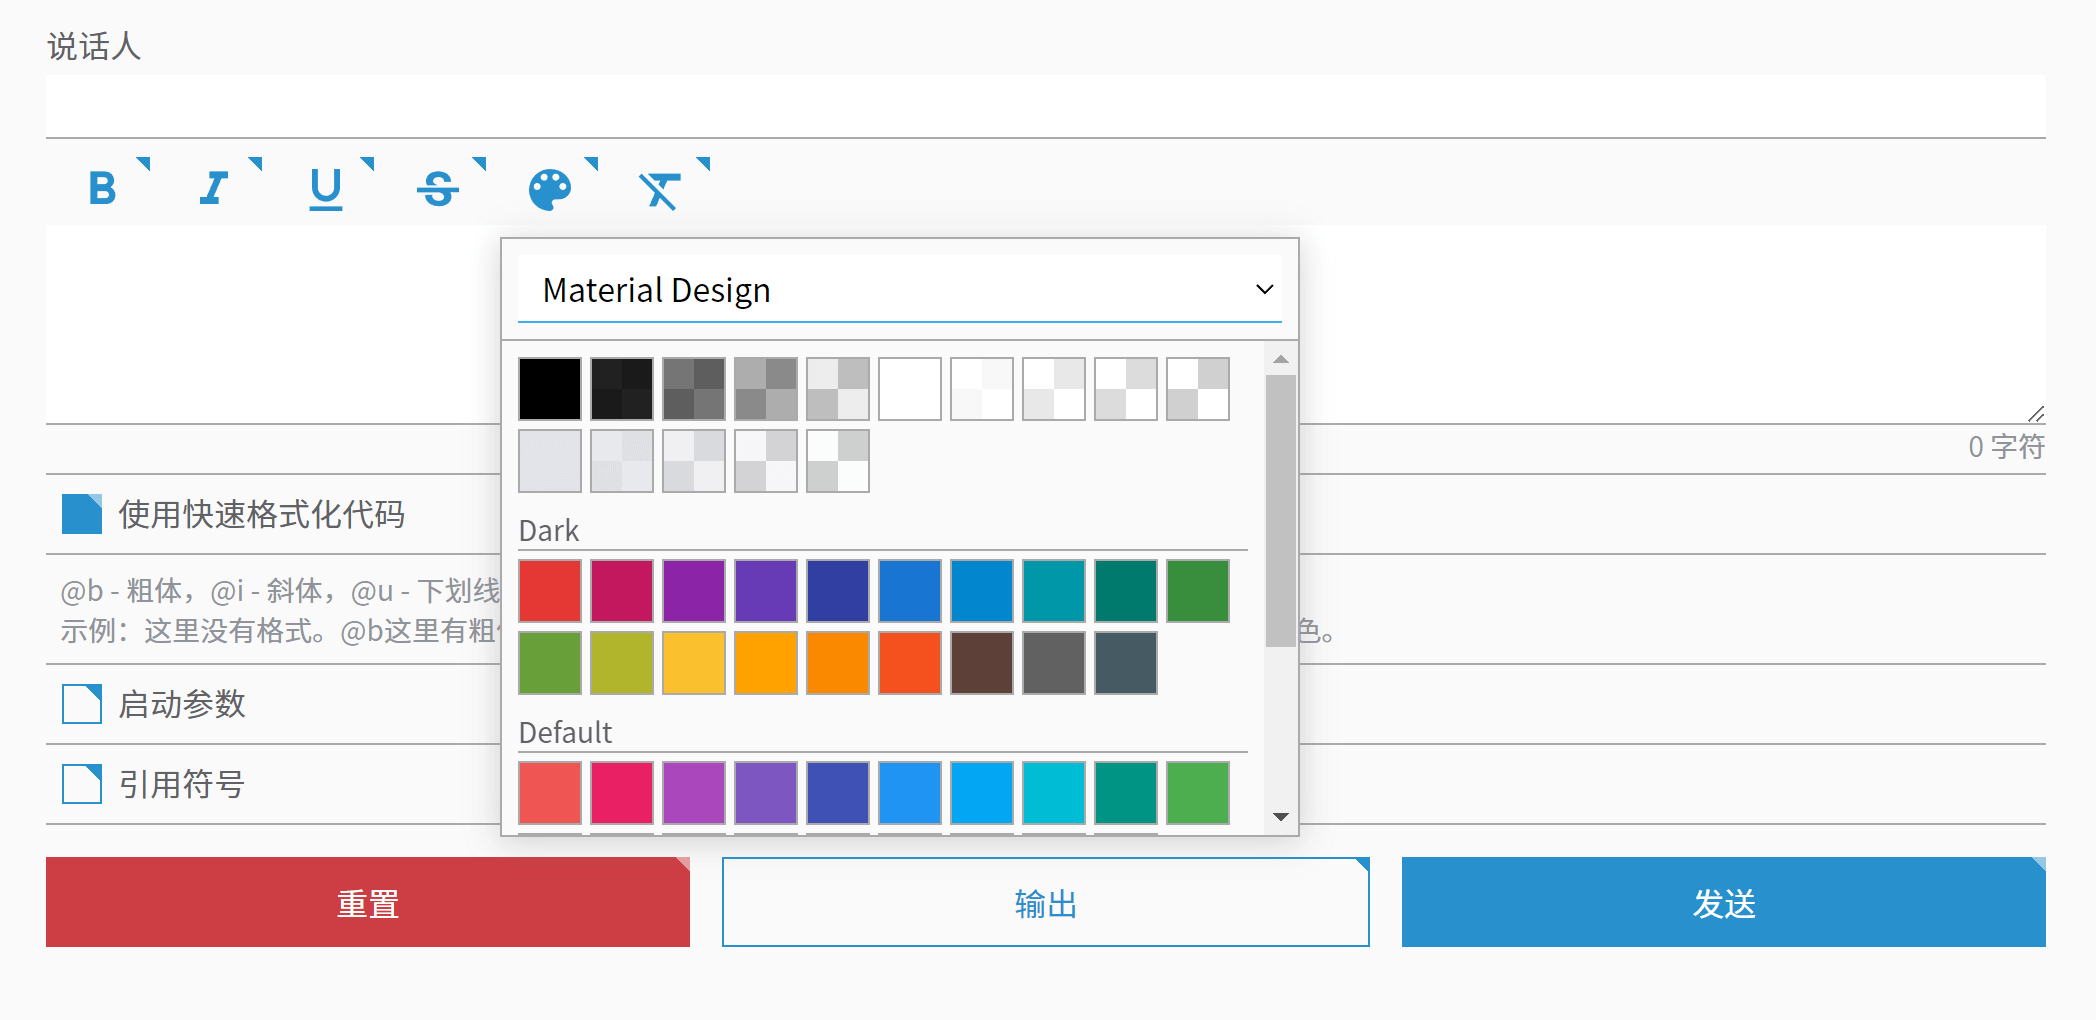 说话人
Material Design
0 字符
使用快速格式化代码
Dark
@b - 粗体，@i - 斜体，@u - 下划线
示例：这里没有格式。@b这里有粗
色。
启动参数
Default
引用符号
重置
输出
发送